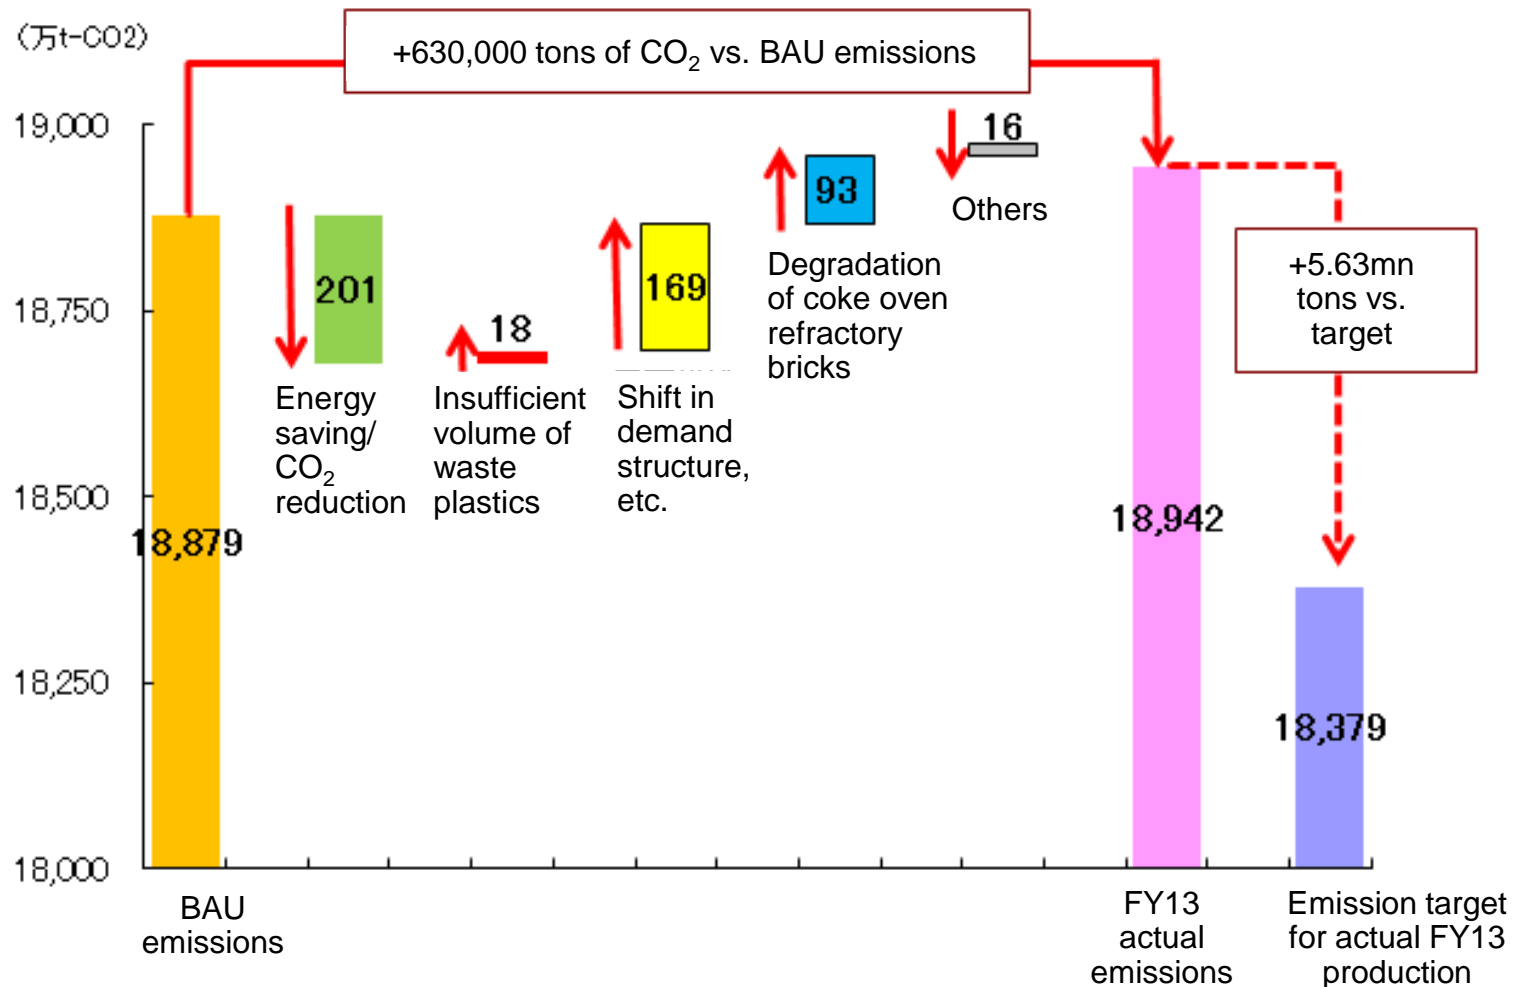 (万t-CO2)
+630,000 tons of CO₂ vs. BAU emissions
19,000
18,750
18,500
18,250
18,000
18,879
201
18
169
93
16
18,942
18,379
Energy
saving/
CO₂
reduction
Insufficient
volume of
waste
plastics
Shift in
demand
structure,
etc.
Degradation
of coke oven
refractory
bricks
Others
+5.63mn
tons vs.
target
BAU
emissions
FY13
actual
emissions
Emission target
for actual FY13
production